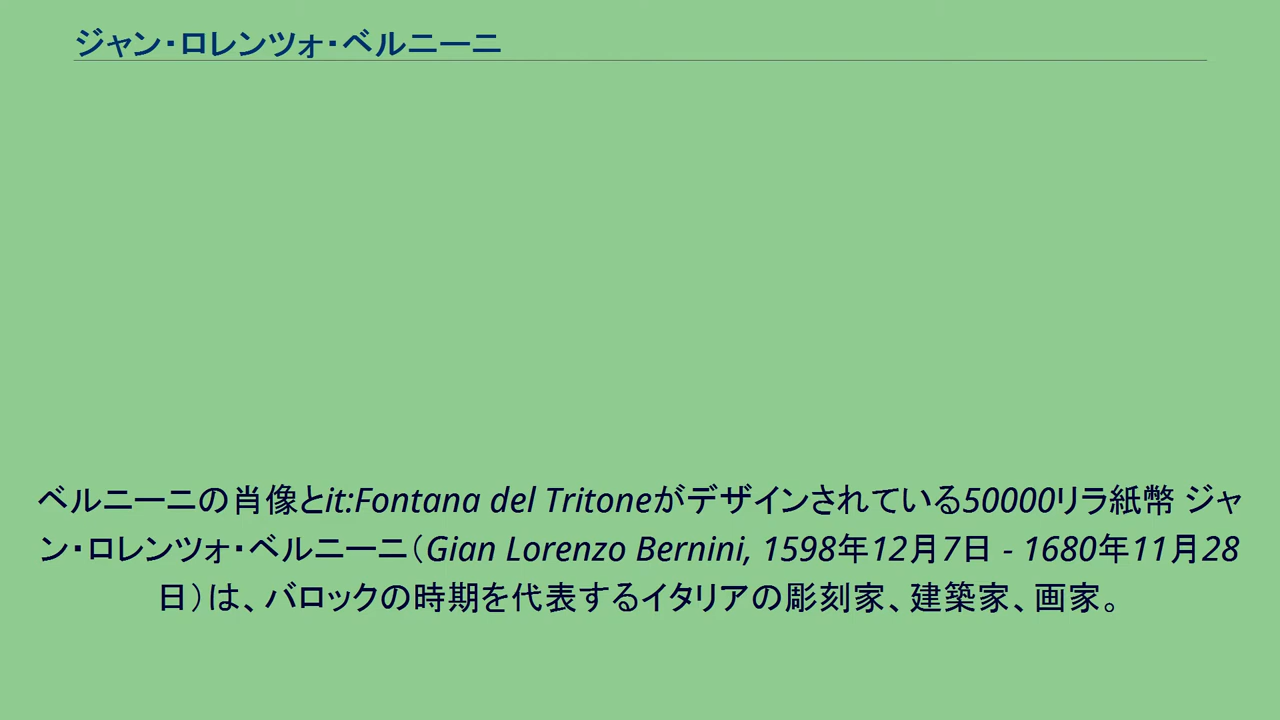 ジャン・ロレンツォ・ベルニーニ
ベルニーニの肖像とit:Fontana del Tritoneがデザインされている50000リラ紙幣 ジャ
ン・ロレンツォ・ベルニーニ（Gian Lorenzo Bernini, 1598年12月7日 - 1680年11月28
日）は、バロックの時期を代表するイタリアの彫刻家、建築家、画家。